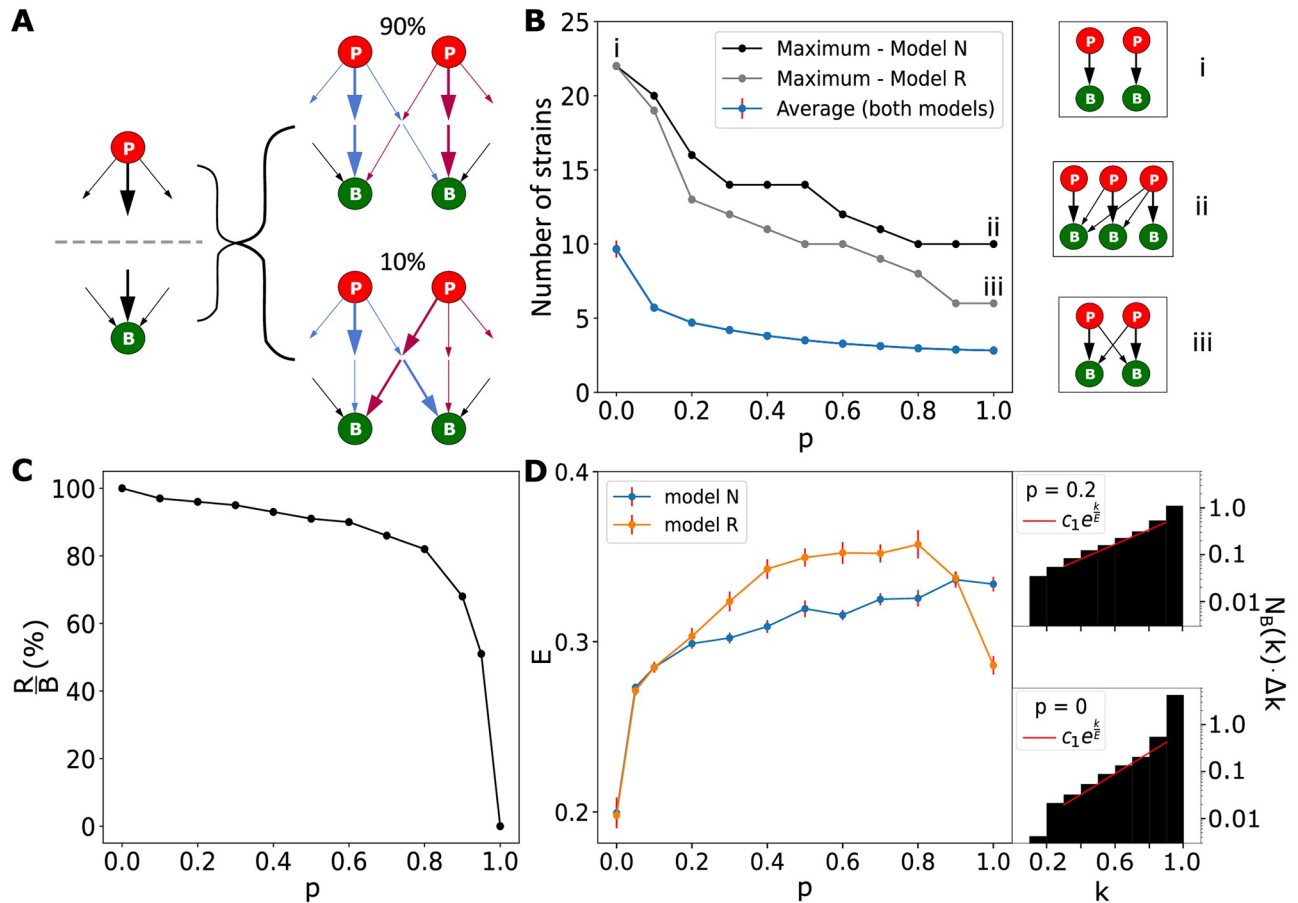 A
90%
P
P
P
B
B
10%
P
P
B
B
B
B
25
20
15
10
5
0
Number of strains
i
ii
iii
Maximum - Model N
Maximum - Model R
Average (both models)
0.0 0.2 0.4 0.6 0.8 1.0
p
P P
B B
i
P P P
B B B
ii
P P
B B
iii
C
100
80
60
40
20
0
R/B (%)
0.0 0.2 0.4 0.6 0.8 1.0
p
D
0.4
0.3
0.2
E
model N
model R
0.0 0.2 0.4 0.6 0.8 1.0
p
p = 0.2
c₁e^(k/E)
1.0
0.1
0.01
p = 0
c₁e^(k/E)
1.0
0.1
0.01
N_B(k) · Δk
0.2 0.6 1.0
k